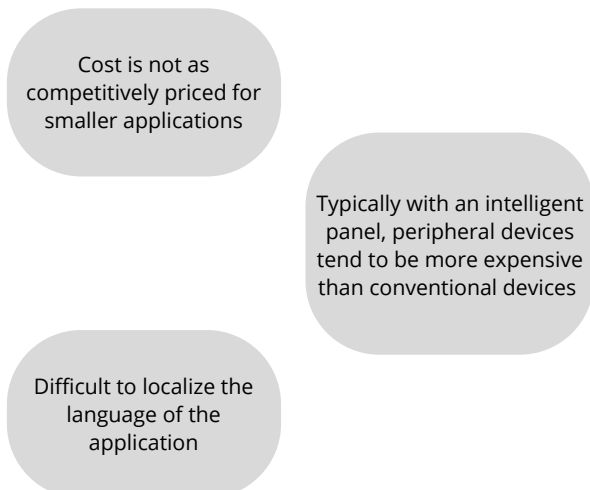 Cost is not as
competitively priced for
smaller applications
Typically with an intelligent
panel, peripheral devices
tend to be more expensive
than conventional devices
Difficult to localize the
language of the
application